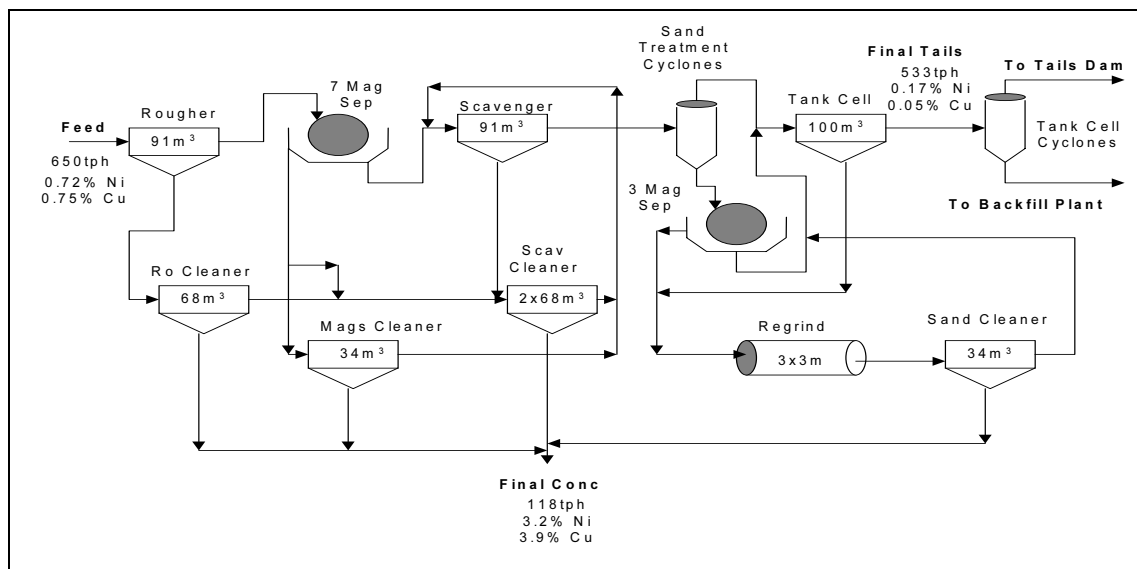 Feed
650tph
0.72% Ni
0.75% Cu
Rougher
91m³
7 Mag
Sep
Scavenger
91m³
Sand
Treatment
Cyclones
Tank Cell
100m³
Final Tails
533tph
0.17% Ni
0.05% Cu
To Tails Dam
Tank Cell
Cyclones
To Backfill Plant
3 Mag
Sep
Ro Cleaner
68m³
Mags Cleaner
34m³
Scav
Cleaner
2x68m³
Regrind
3x3m
Sand Cleaner
34m³
Final Conc
118tph
3.2% Ni
3.9% Cu